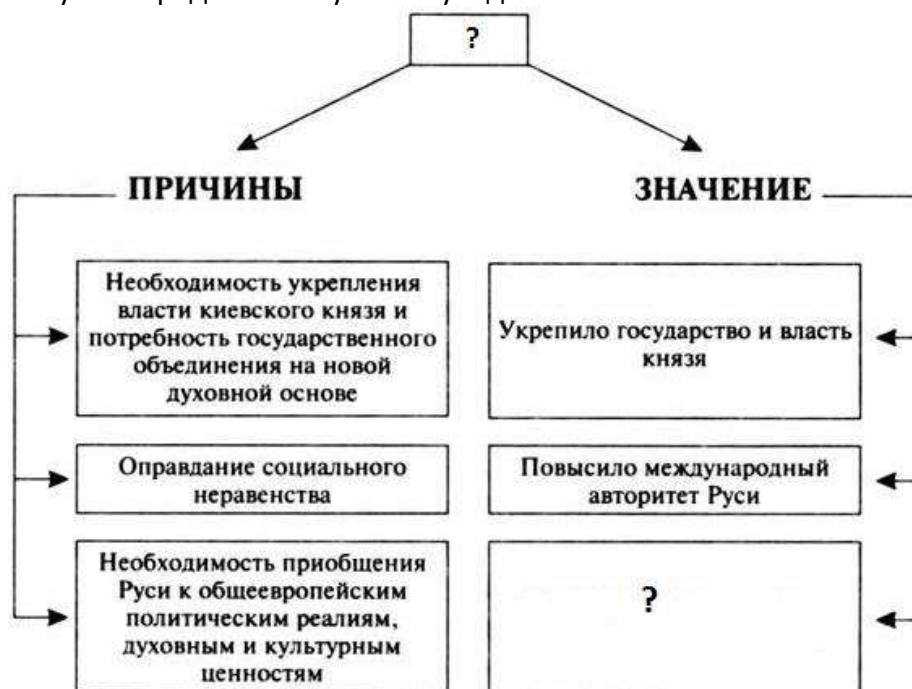 ?
ПРИЧИНЫ
ЗНАЧЕНИЕ
Необходимость укрепления
власти киевского князя и
потребность государственного
объединения на новой
духовной основе
Укрепило государство и власть
князя
Оправдание социального
неравенства
Повысило международный
авторитет Руси
Необходимость приобщения
Руси к общеевропейским
политическим реалиям,
духовным и культурным
ценностям
?